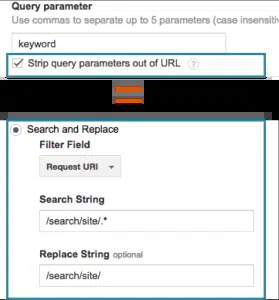 Query parameter
Use commas to separate up to 5 parameters (case insensitiv
keyword
Strip query parameters out of URL ?
Search and Replace
Filter Field
Request URI
Search String
/search/site/.*
Replace String optional
/search/site/